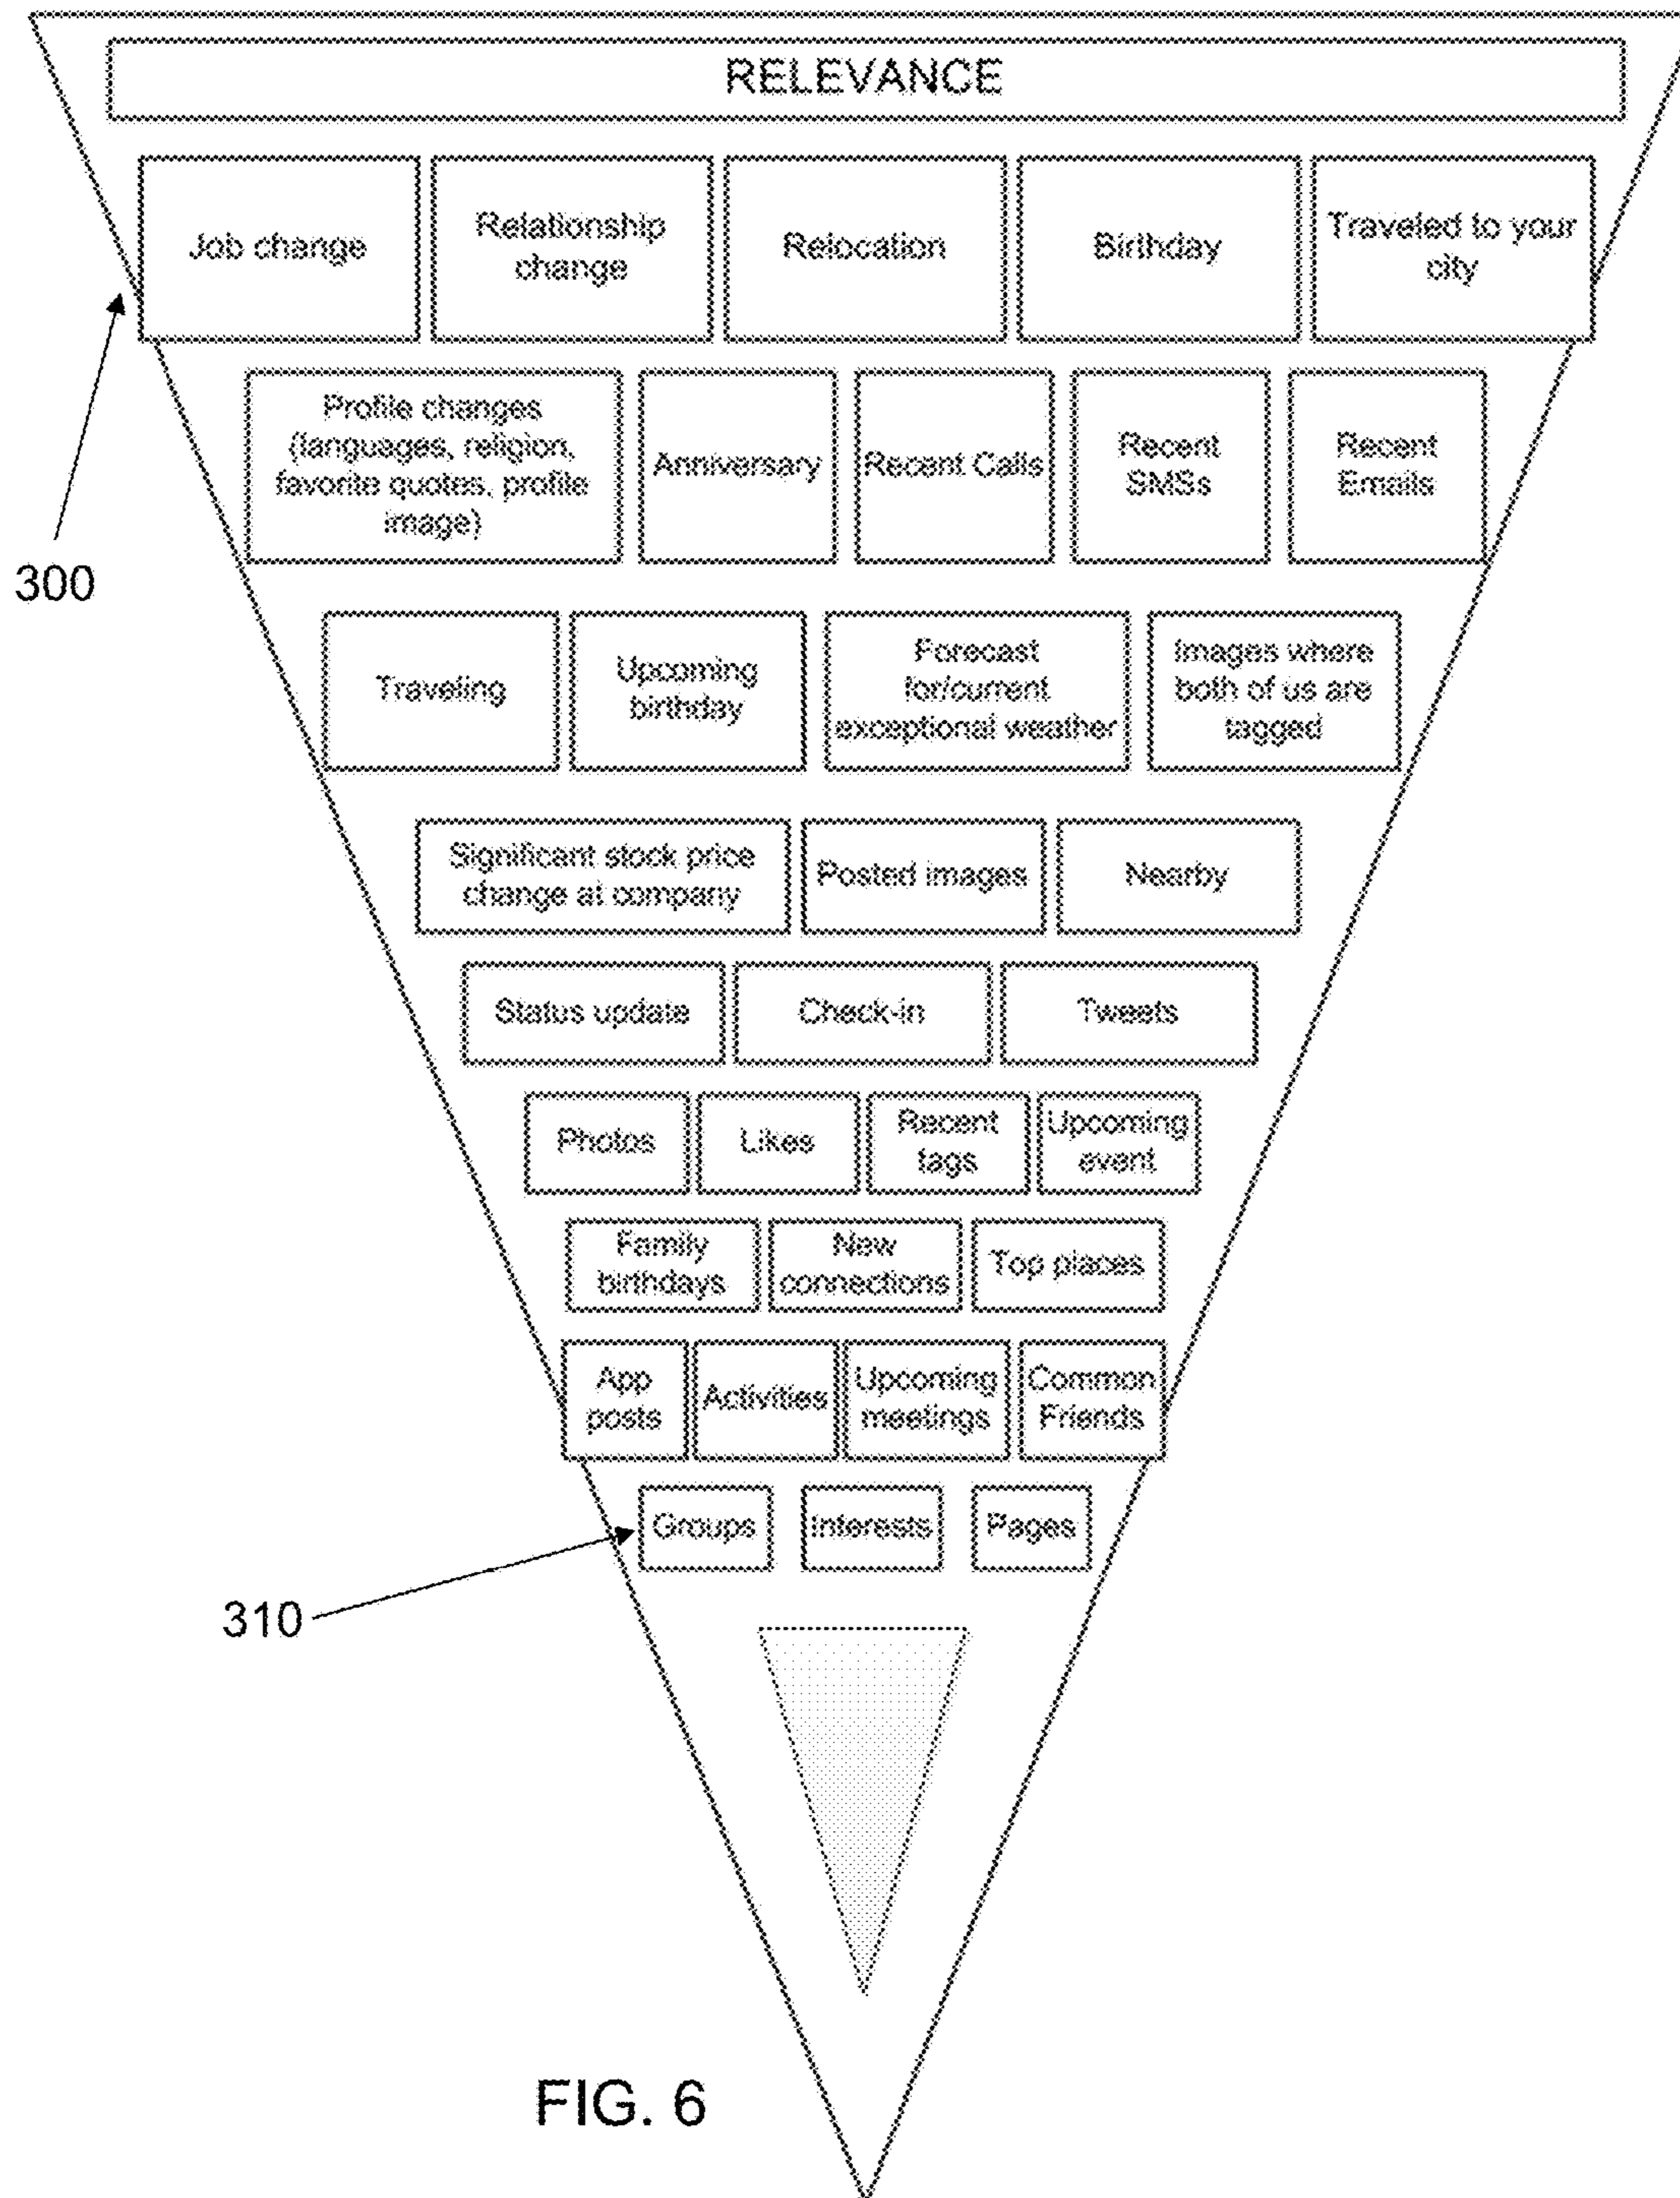 RELEVANCE
Job change
Relationship
change
Relocation
Birthday
Traveled to your
city
300
Profile changes
(languages, religion,
favorite quotes, profile
image)
Anniversary
Recent Calls
Recent
SMSs
Recent
Emails
Traveling
Upcoming
birthday
Forecast
for/current
exceptional weather
Images where
both of us are
tagged
Significant stock price
change at company
Posted images
Nearby
Status update
Check-in
Tweets
Photos
Likes
Recent
tags
Upcoming
event
Family
birthdays
New
connections
Top places
App
posts
Activities
Upcoming
meetings
Common
Friends
Groups
Interests
Pages
310
FIG. 6